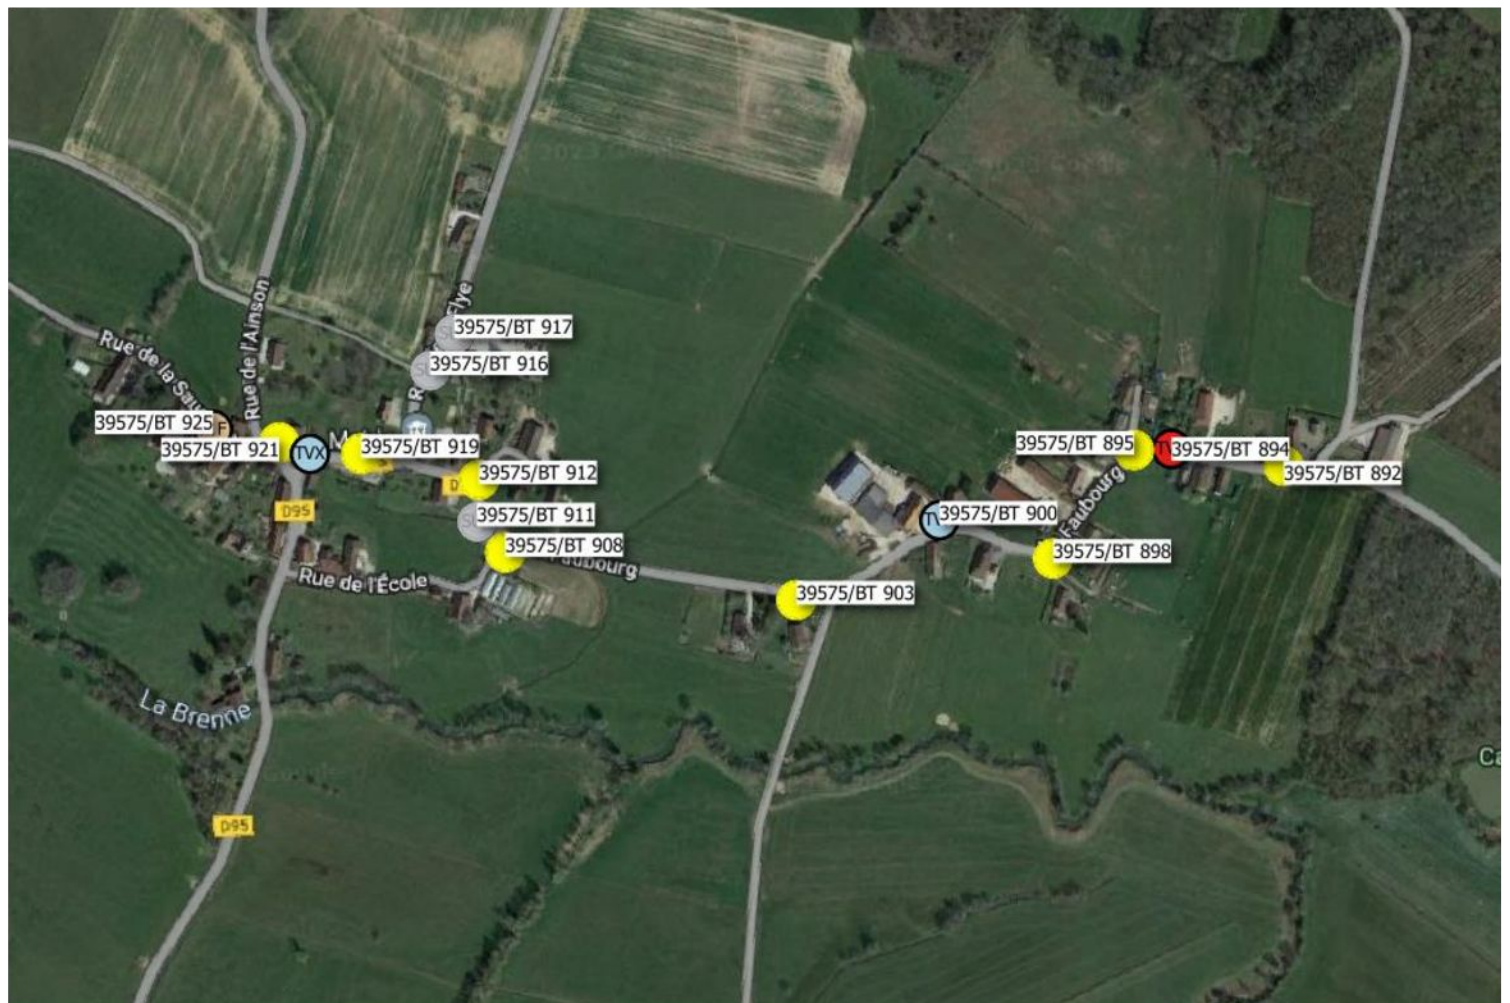 39575/BT 917
39575/BT 916
Rue de l'Ainson
Rue de la
39575/BT 925
39575/BT 921
TVX
39575/BT 919
39575/BT 912
D95
39575/BT 911
39575/BT 908
Faubourg
Rue de l'École
39575/BT 903
39575/BT 900
39575/BT 898
Faubourg
39575/BT 895
39575/BT 894
39575/BT 892
La Brenne
D95